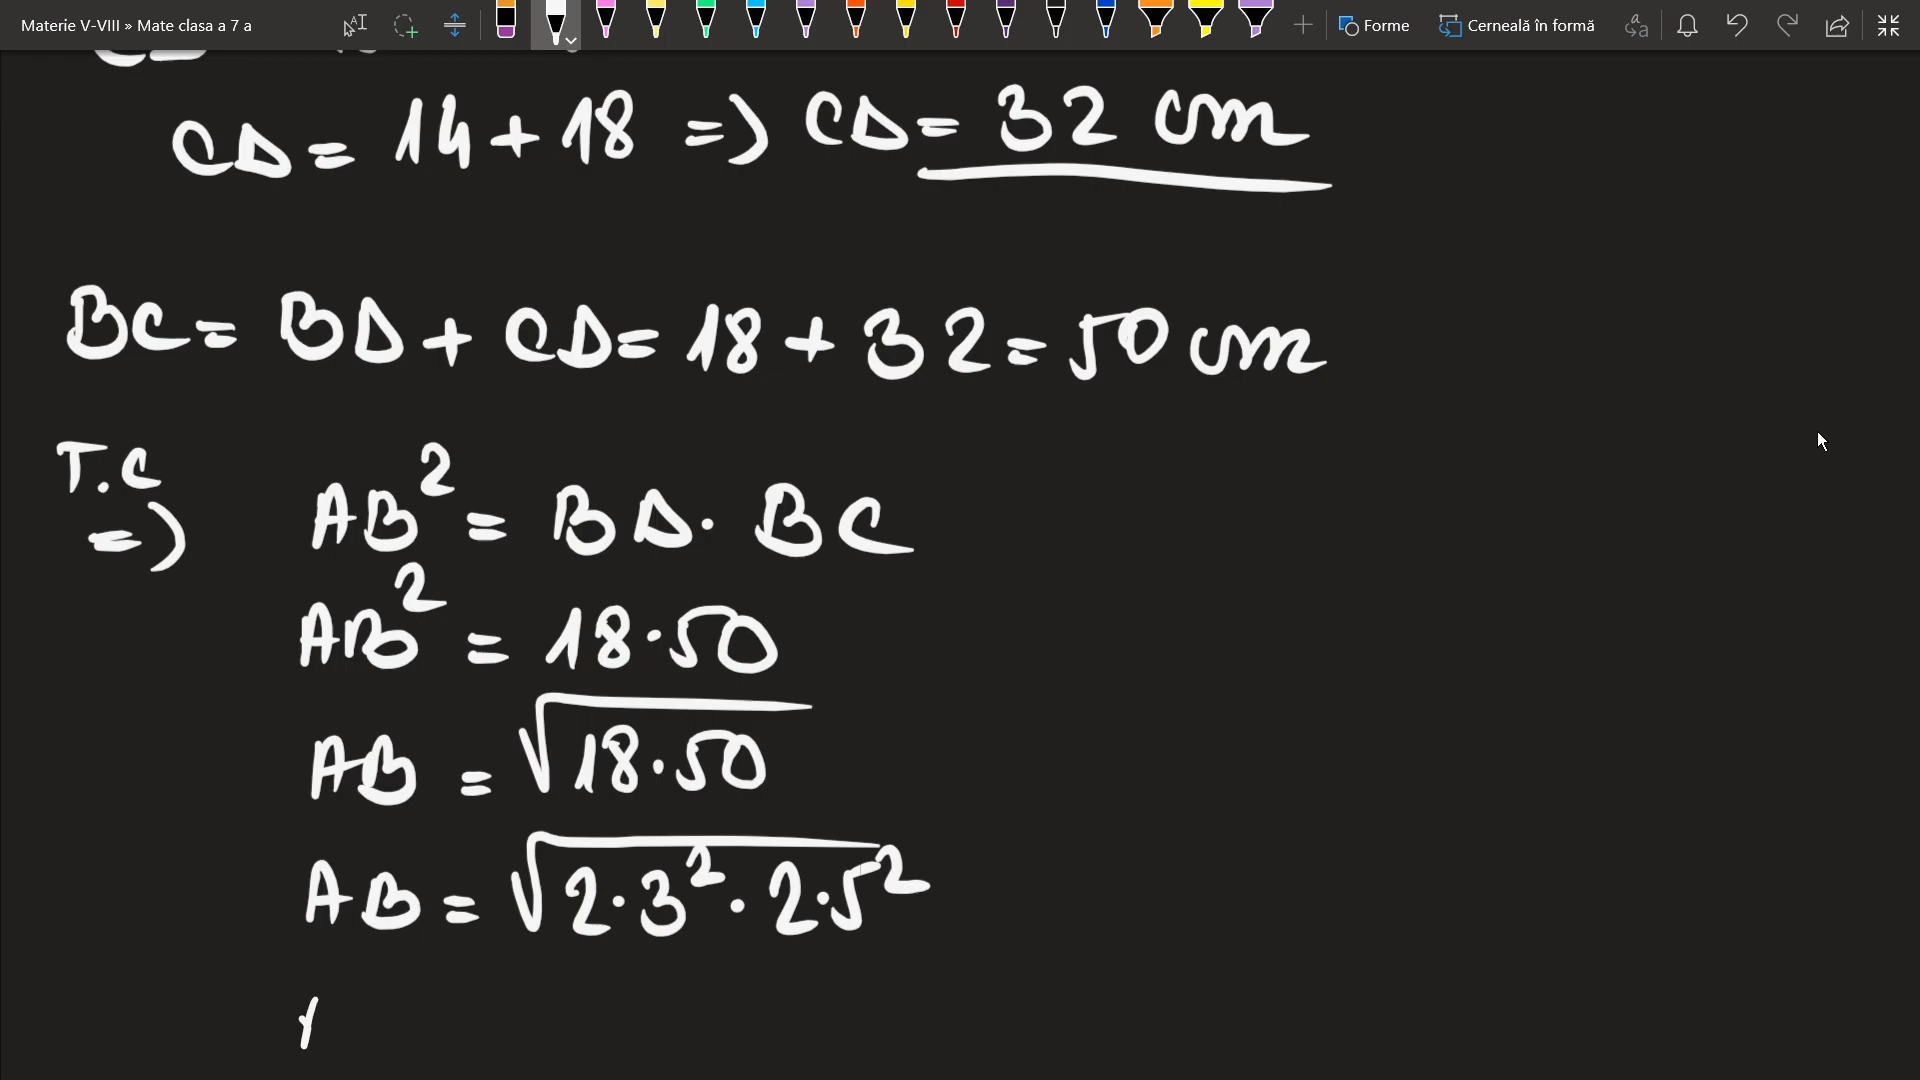 Materie V-VIII » Mate clasa a 7 a Forme Cerneală în formă
CD = 14 + 18 => CD = 32 cm
BC = BD + CD = 18 + 32 = 50 cm
T.C
=> AB² = BD · BC
AB² = 18 · 50
AB = √18·50
AB = √2·3²·2·5²